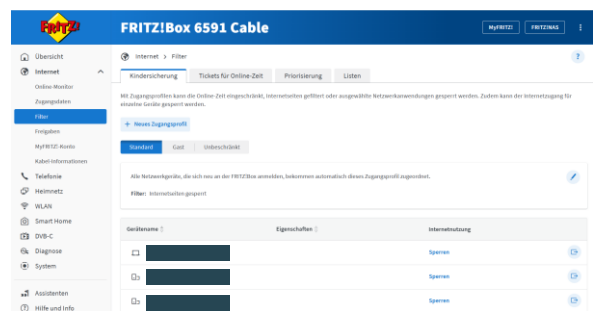 FRITZ!
FRITZ!Box 6591 Cable
MyFRITZ!
FRITZ!NAS
Übersicht
Internet
Online-Monitor
Zugangsdaten
Filter
Freigaben
MyFRITZ!-Konto
Kabel-Informationen
Telefonie
Heimnetz
WLAN
Smart Home
DVB-C
Diagnose
System
Assistenten
Hilfe und Info
Internet > Filter
?
Kindersicherung
Tickets für Online-Zeit
Priorisierung
Listen
Mit Zugangsprofilen kann die Online-Zeit eingeschränkt, Internetseiten gefiltert oder ausgewählte Netzwerkanwendungen gesperrt werden. Zudem kann der Internetzugang für
einzelne Geräte gesperrt werden.
+ Neues Zugangsprofil
Standard
Gast
Unbeschränkt
Alle Netzwerkgeräte, die sich neu an der FRITZ!Box anmelden, bekommen automatisch dieses Zugangsprofil zugeordnet.
Filter: Internetseiten gesperrt
Gerätename
Eigenschaften
Internetnutzung
Sperren
Sperren
Sperren